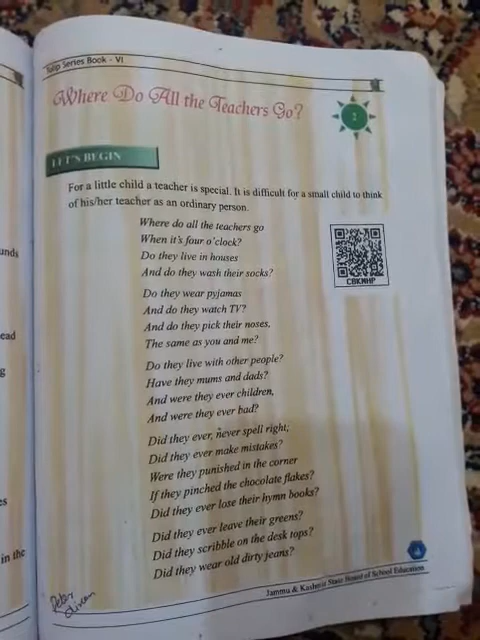 Tulip Series Book - VI
Where Do All the Teachers Go?
2
LET'S BEGIN
For a little child a teacher is special. It is difficult for a small child to think
of his/her teacher as an ordinary person.
Where do all the teachers go
When it's four o'clock?
Do they live in houses
And do they wash their socks?
CBKNHP
Do they wear pyjamas
And do they watch TV?
And do they pick their noses,
The same as you and me?
Do they live with other people?
Have they mums and dads?
And were they ever children,
And were they ever bad?
Did they ever, never spell right;
Did they ever make mistakes?
Were they punished in the corner
If they pinched the chocolate flakes?
Did they ever lose their hymn books?
Did they ever leave their greens?
Did they scribble on the desk tops?
Did they wear old dirty jeans?
Jammu & Kashmir State Board of School Education
Peter
unds
ead
g
es
in the